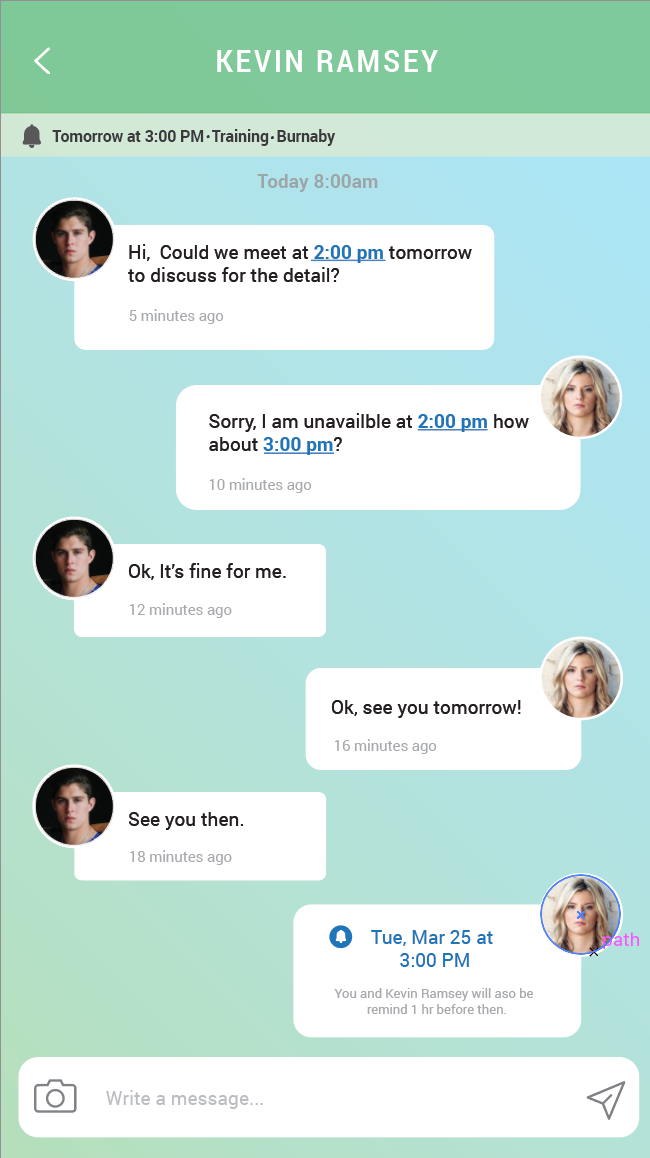 KEVIN RAMSEY
Tomorrow at 3:00 PM·Training·Burnaby
Today 8:00am
Hi,  Could we meet at 2:00 pm tomorrow
to discuss for the detail?
5 minutes ago
Sorry, I am unavailble at 2:00 pm how
about 3:00 pm?
10 minutes ago
Ok, It’s fine for me.
12 minutes ago
Ok, see you tomorrow!
16 minutes ago
See you then.
18 minutes ago
path
Tue, Mar 25 at
3:00 PM
You and Kevin Ramsey will aso be
remind 1 hr before then.
Write a message...